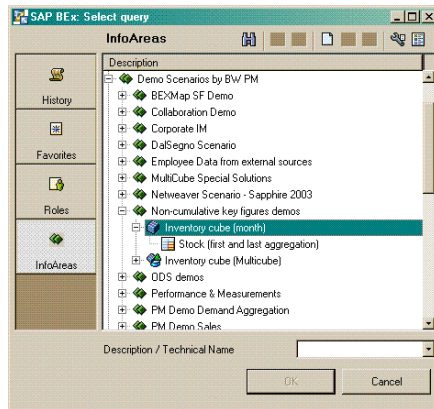 SAP BEx: Select query
InfoAreas
Description
History
Favorites
Roles
InfoAreas
Demo Scenarios by BW PM
BEXMap SF Demo
Collaboration Demo
Corporate IM
DalSegno Scenario
Employee Data from external sources
MultiCube Special Solutions
Netweaver Scenario - Sapphire 2003
Non-cumulative key figures demos
Inventory cube (month)
Stock (first and last aggregation)
Inventory cube (Multicube)
ODS demos
Performance & Measurements
PM Demo Demand Aggregation
PM Demo Sales
Description / Technical Name
OK
Cancel